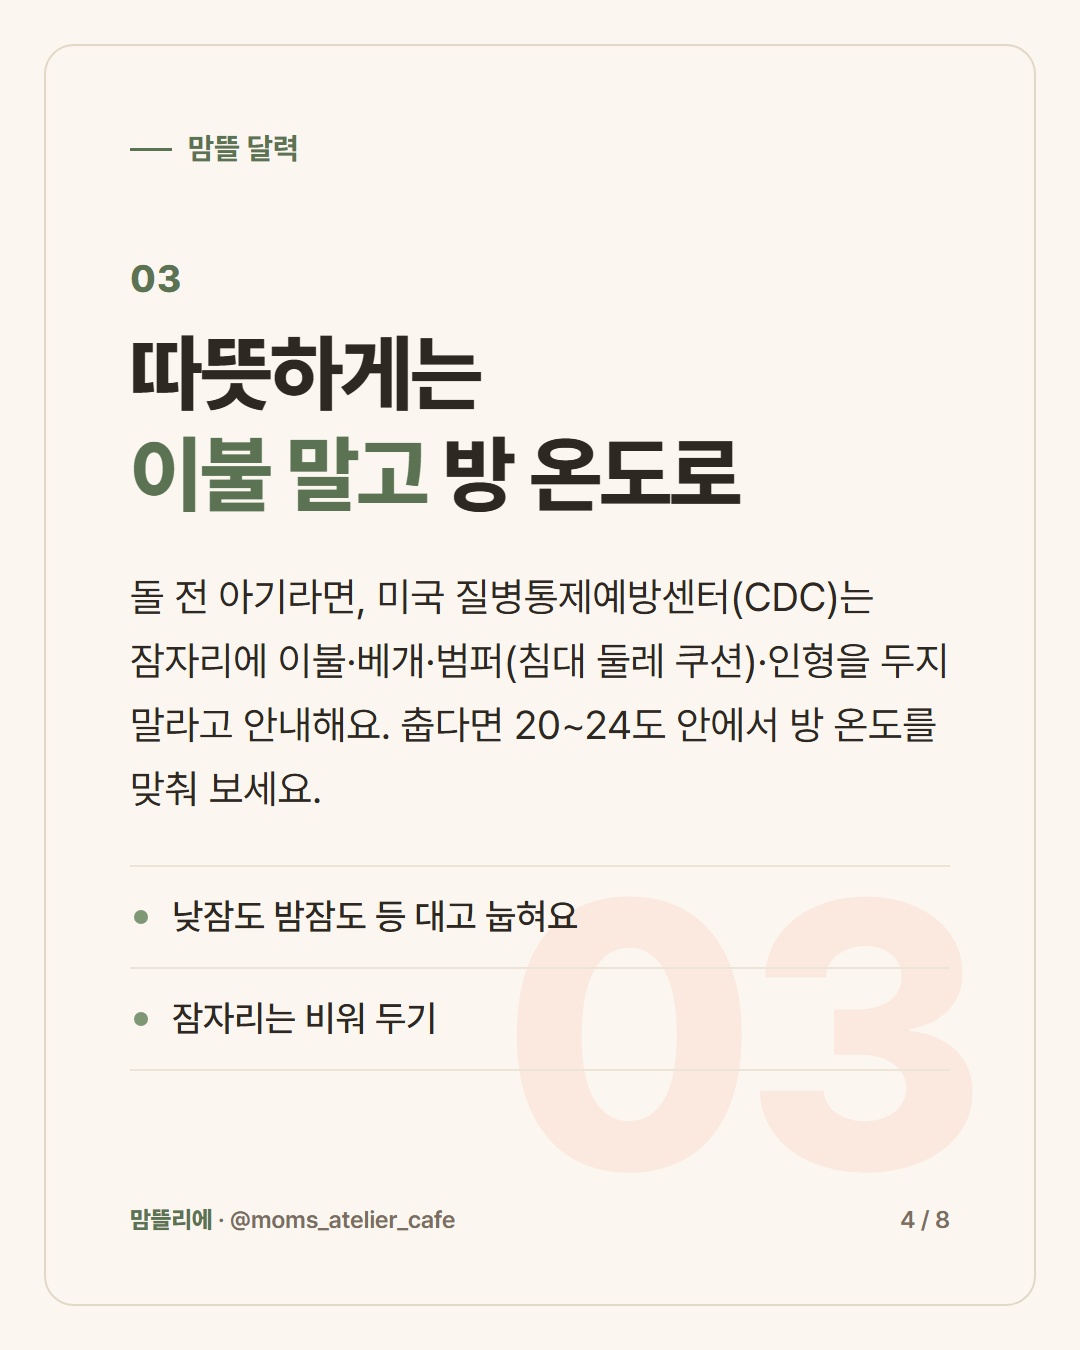 맘뜰 달력
03
따뜻하게는
이불 말고 방 온도로
돌 전 아기라면, 미국 질병통제예방센터(CDC)는
잠자리에 이불·베개·범퍼(침대 둘레 쿠션)·인형을 두지
말라고 안내해요. 춥다면 20~24도 안에서 방 온도를
맞춰 보세요.
낮잠도 밤잠도 등 대고 눕혀요
잠자리는 비워 두기
03
맘뜰리에 · @moms_atelier_cafe
4 / 8